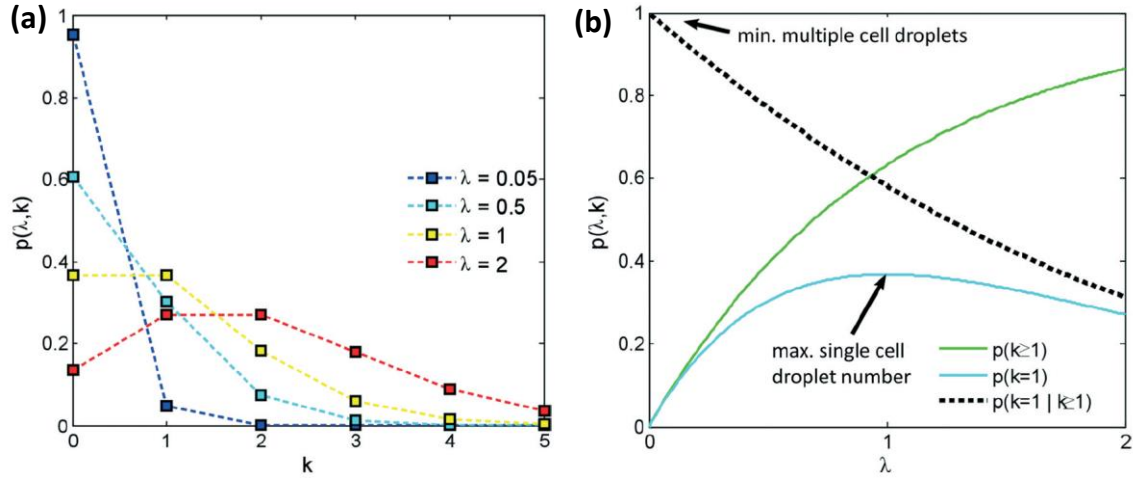 (a)
1
0.8
0.6
0.4
0.2
0
p(λ,k)
0
1
2
3
4
5
k
λ = 0.05
λ = 0.5
λ = 1
λ = 2
(b)
1
0.8
0.6
0.4
0.2
0
p(λ,k)
0
1
2
λ
min. multiple cell droplets
max. single cell
droplet number
p(k≥1)
p(k=1)
p(k=1 | k≥1)